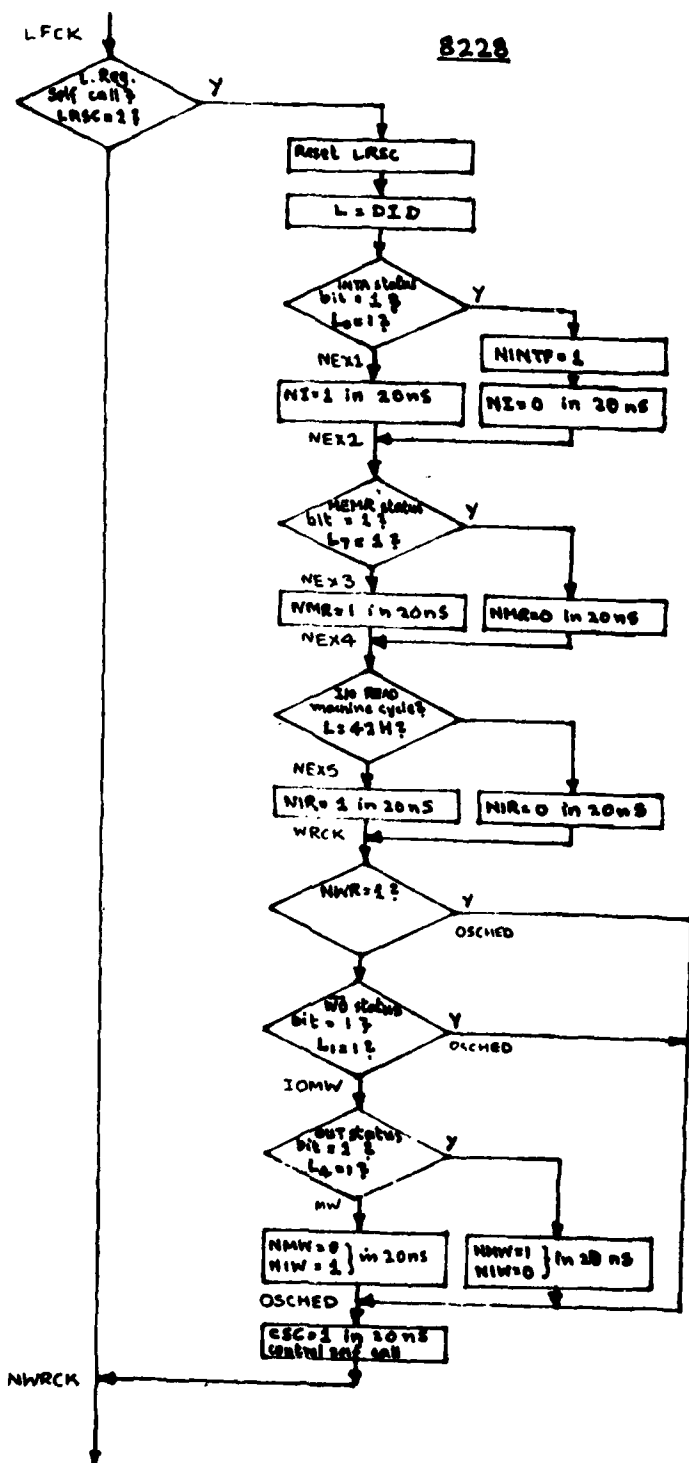 8228
LFCK
L. Reg.
Self call?
LRSC=1?
Y
Reset LRSC
L = DID
INTA status
bit = 1?
L₀=1?
Y
NEX1
NINTP=1
NI=1 in 20nS
NI=0 in 20nS
NEX2
MEMR status
bit = 1?
L₇=1?
Y
NEX3
NMR=1 in 20nS
NMR=0 in 20nS
NEX4
IN READ
machine cycle?
L=42H?
NEX5
NIR=1 in 20nS
NIR=0 in 20nS
WRCK
NWR=1?
Y
OSCHED
W̅O̅ status
bit = 1?
L₁=1?
Y
OSCHED
IOMW
OUT status
bit = 1?
L₄=1?
Y
MW
NMW=0
NIW = 1 } in 20ns
NMW=1
NIW=0 } in 20 nS
OSCHED
CSC=1 in 20nS
control self call
NWRCK